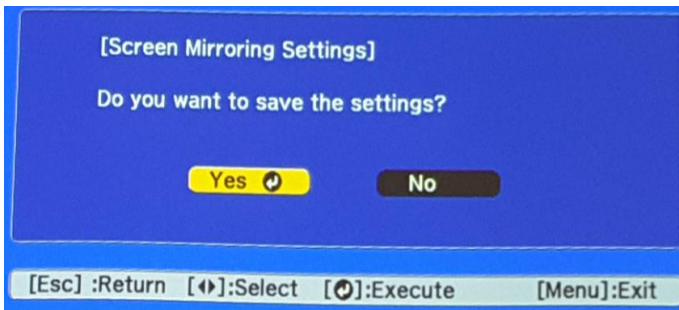 [Screen Mirroring Settings]
Do you want to save the settings?
Yes No
[Esc] :Return [◂▸]:Select [⏎]:Execute [Menu]:Exit